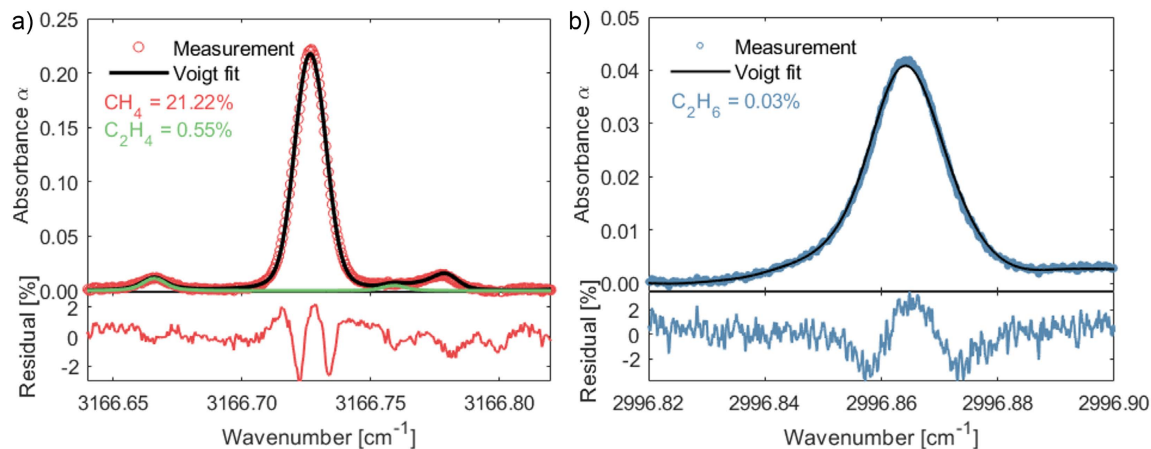 a)
0.25
0.20
0.15
0.10
0.05
0.00
Absorbance α
Measurement
Voigt fit
CH4 = 21.22%
C2H4 = 0.55%
2
0
-2
Residual [%]
3166.65 3166.70 3166.75 3166.80
Wavenumber [cm-1]
b)
0.05
0.04
0.03
0.02
0.01
0.00
Absorbance α
Measurement
Voigt fit
C2H6 = 0.03%
2
0
-2
Residual [%]
2996.82 2996.84 2996.86 2996.88 2996.90
Wavenumber [cm-1]